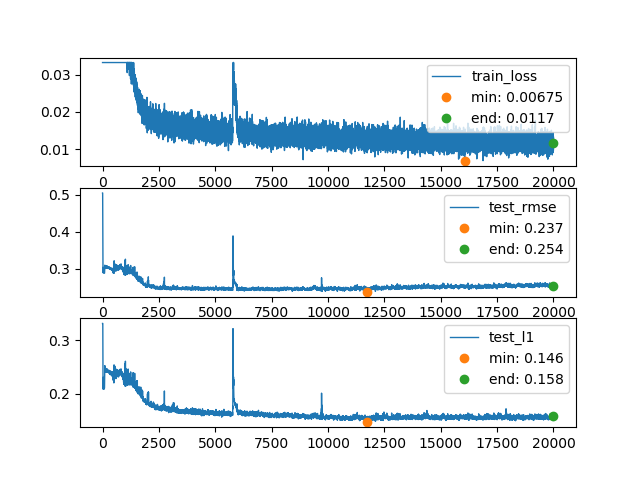 0.03
0.02
0.01
train_loss
min: 0.00675
end: 0.0117
0 2500 5000 7500 10000 12500 15000 17500 20000
0.5
0.4
0.3
test_rmse
min: 0.237
end: 0.254
0 2500 5000 7500 10000 12500 15000 17500 20000
0.3
0.2
test_l1
min: 0.146
end: 0.158
0 2500 5000 7500 10000 12500 15000 17500 20000